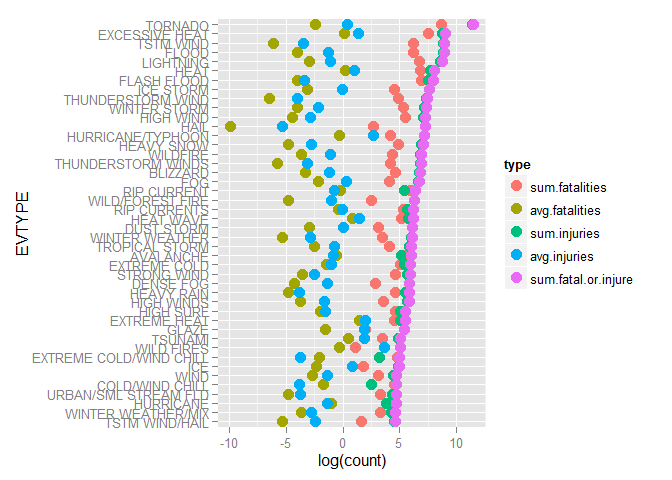 EVTYPE
TORNADO
EXCESSIVE HEAT
TSTM WIND
FLOOD
LIGHTNING
HEAT
FLASH FLOOD
ICE STORM
THUNDERSTORM WIND
WINTER STORM
HIGH WIND
HAIL
HURRICANE/TYPHOON
HEAVY SNOW
WILDFIRE
THUNDERSTORM WINDS
BLIZZARD
FOG
RIP CURRENT
WILD/FOREST FIRE
RIP CURRENTS
HEAT WAVE
DUST STORM
WINTER WEATHER
TROPICAL STORM
AVALANCHE
EXTREME COLD
STRONG WIND
DENSE FOG
HEAVY RAIN
HIGH WINDS
HIGH SURF
EXTREME HEAT
GLAZE
TSUNAMI
WILD FIRES
EXTREME COLD/WIND CHILL
ICE
WIND
COLD/WIND CHILL
URBAN/SML STREAM FLD
HURRICANE
WINTER WEATHER/MIX
TSTM WIND/HAIL
-10 -5 0 5 10
log(count)
type
sum.fatalities
avg.fatalities
sum.injuries
avg.injuries
sum.fatal.or.injure